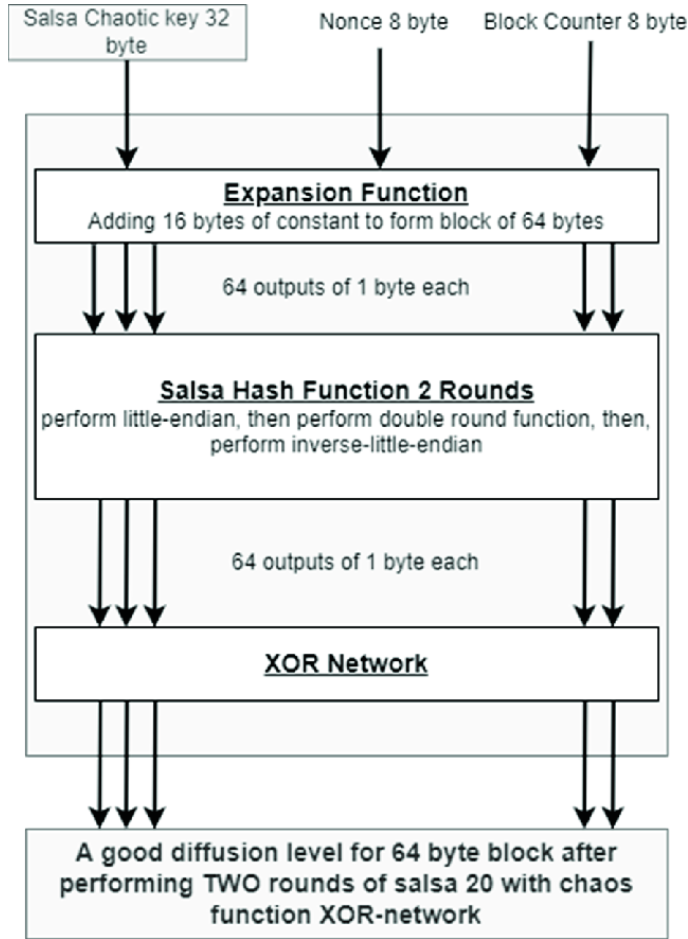 Salsa Chaotic key 32
byte
Nonce 8 byte
Block Counter 8 byte
Expansion Function
Adding 16 bytes of constant to form block of 64 bytes
64 outputs of 1 byte each
Salsa Hash Function 2 Rounds
perform little-endian, then perform double round function, then,
perform inverse-little-endian
64 outputs of 1 byte each
XOR Network
A good diffusion level for 64 byte block after
performing TWO rounds of salsa 20 with chaos
function XOR-network